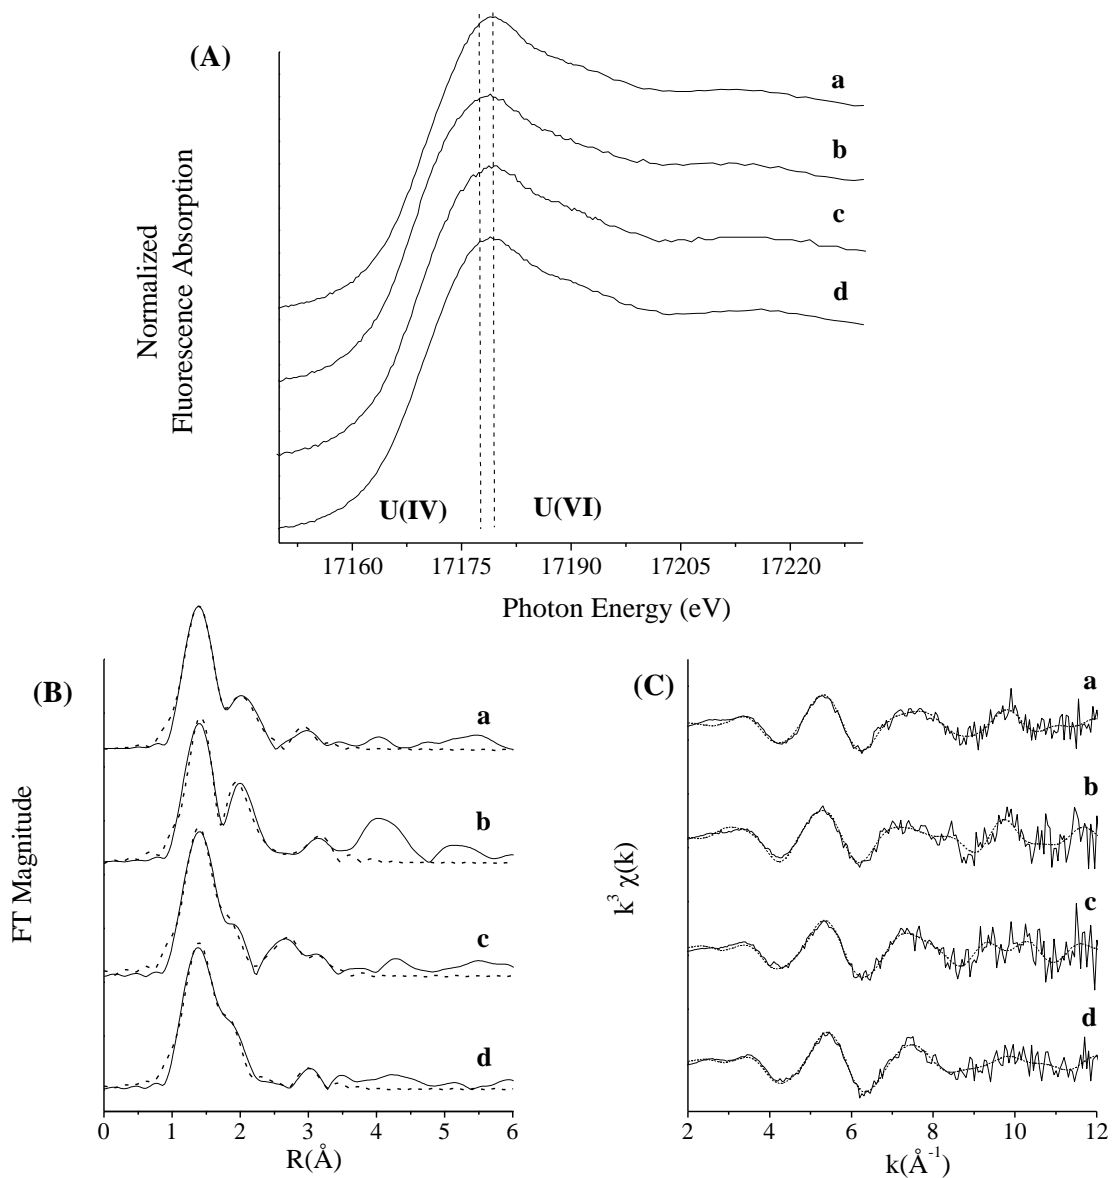 (A)
a
b
c
d
Normalized
Fluorescence Absorption
U(IV) U(VI)
17160 17175 17190 17205 17220
Photon Energy (eV)
(B)
a
b
c
d
FT Magnitude
0 1 2 3 4 5 6
R(Å)
(C)
a
b
c
d
k³ χ(k)
2 4 6 8 10 12
k(Å⁻¹)